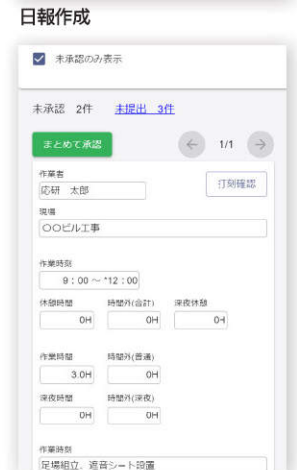 日報作成
未承認のみ表示
未承認 2件 未提出 3件
まとめて承認 1/1
作業者
応研 太郎 打刻確認
現場
〇〇ビル工事
作業時刻
9:00～*12:00
休憩時間 時間外(合計) 深夜休憩
0H 0H 0H
作業時間 時間外(普通)
3.0H 0H
深夜時間 時間外(深夜)
0H 0H
作業時刻
足場組立、遮音シート設置